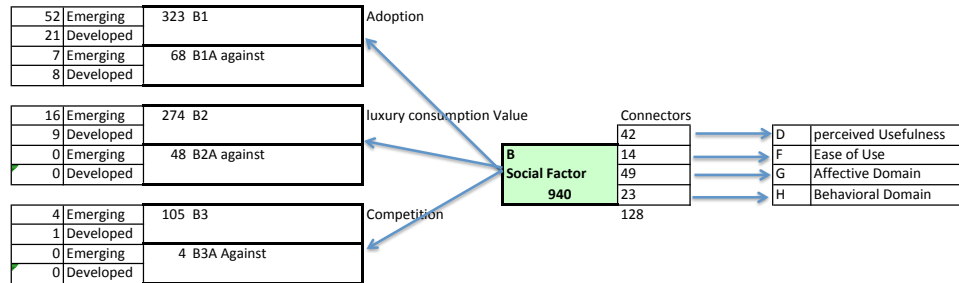 52 Emerging 323 B1 Adoption
21 Developed
7 Emerging 68 B1A against
8 Developed
16 Emerging 274 B2 luxury consumption Value Connectors
9 Developed 42 D perceived Usefulness
0 Emerging 48 B2A against B 14 F Ease of Use
0 Developed Social Factor 49 G Affective Domain
940 23 H Behavioral Domain
4 Emerging 105 B3 Competition 128
1 Developed
0 Emerging 4 B3A Against
0 Developed